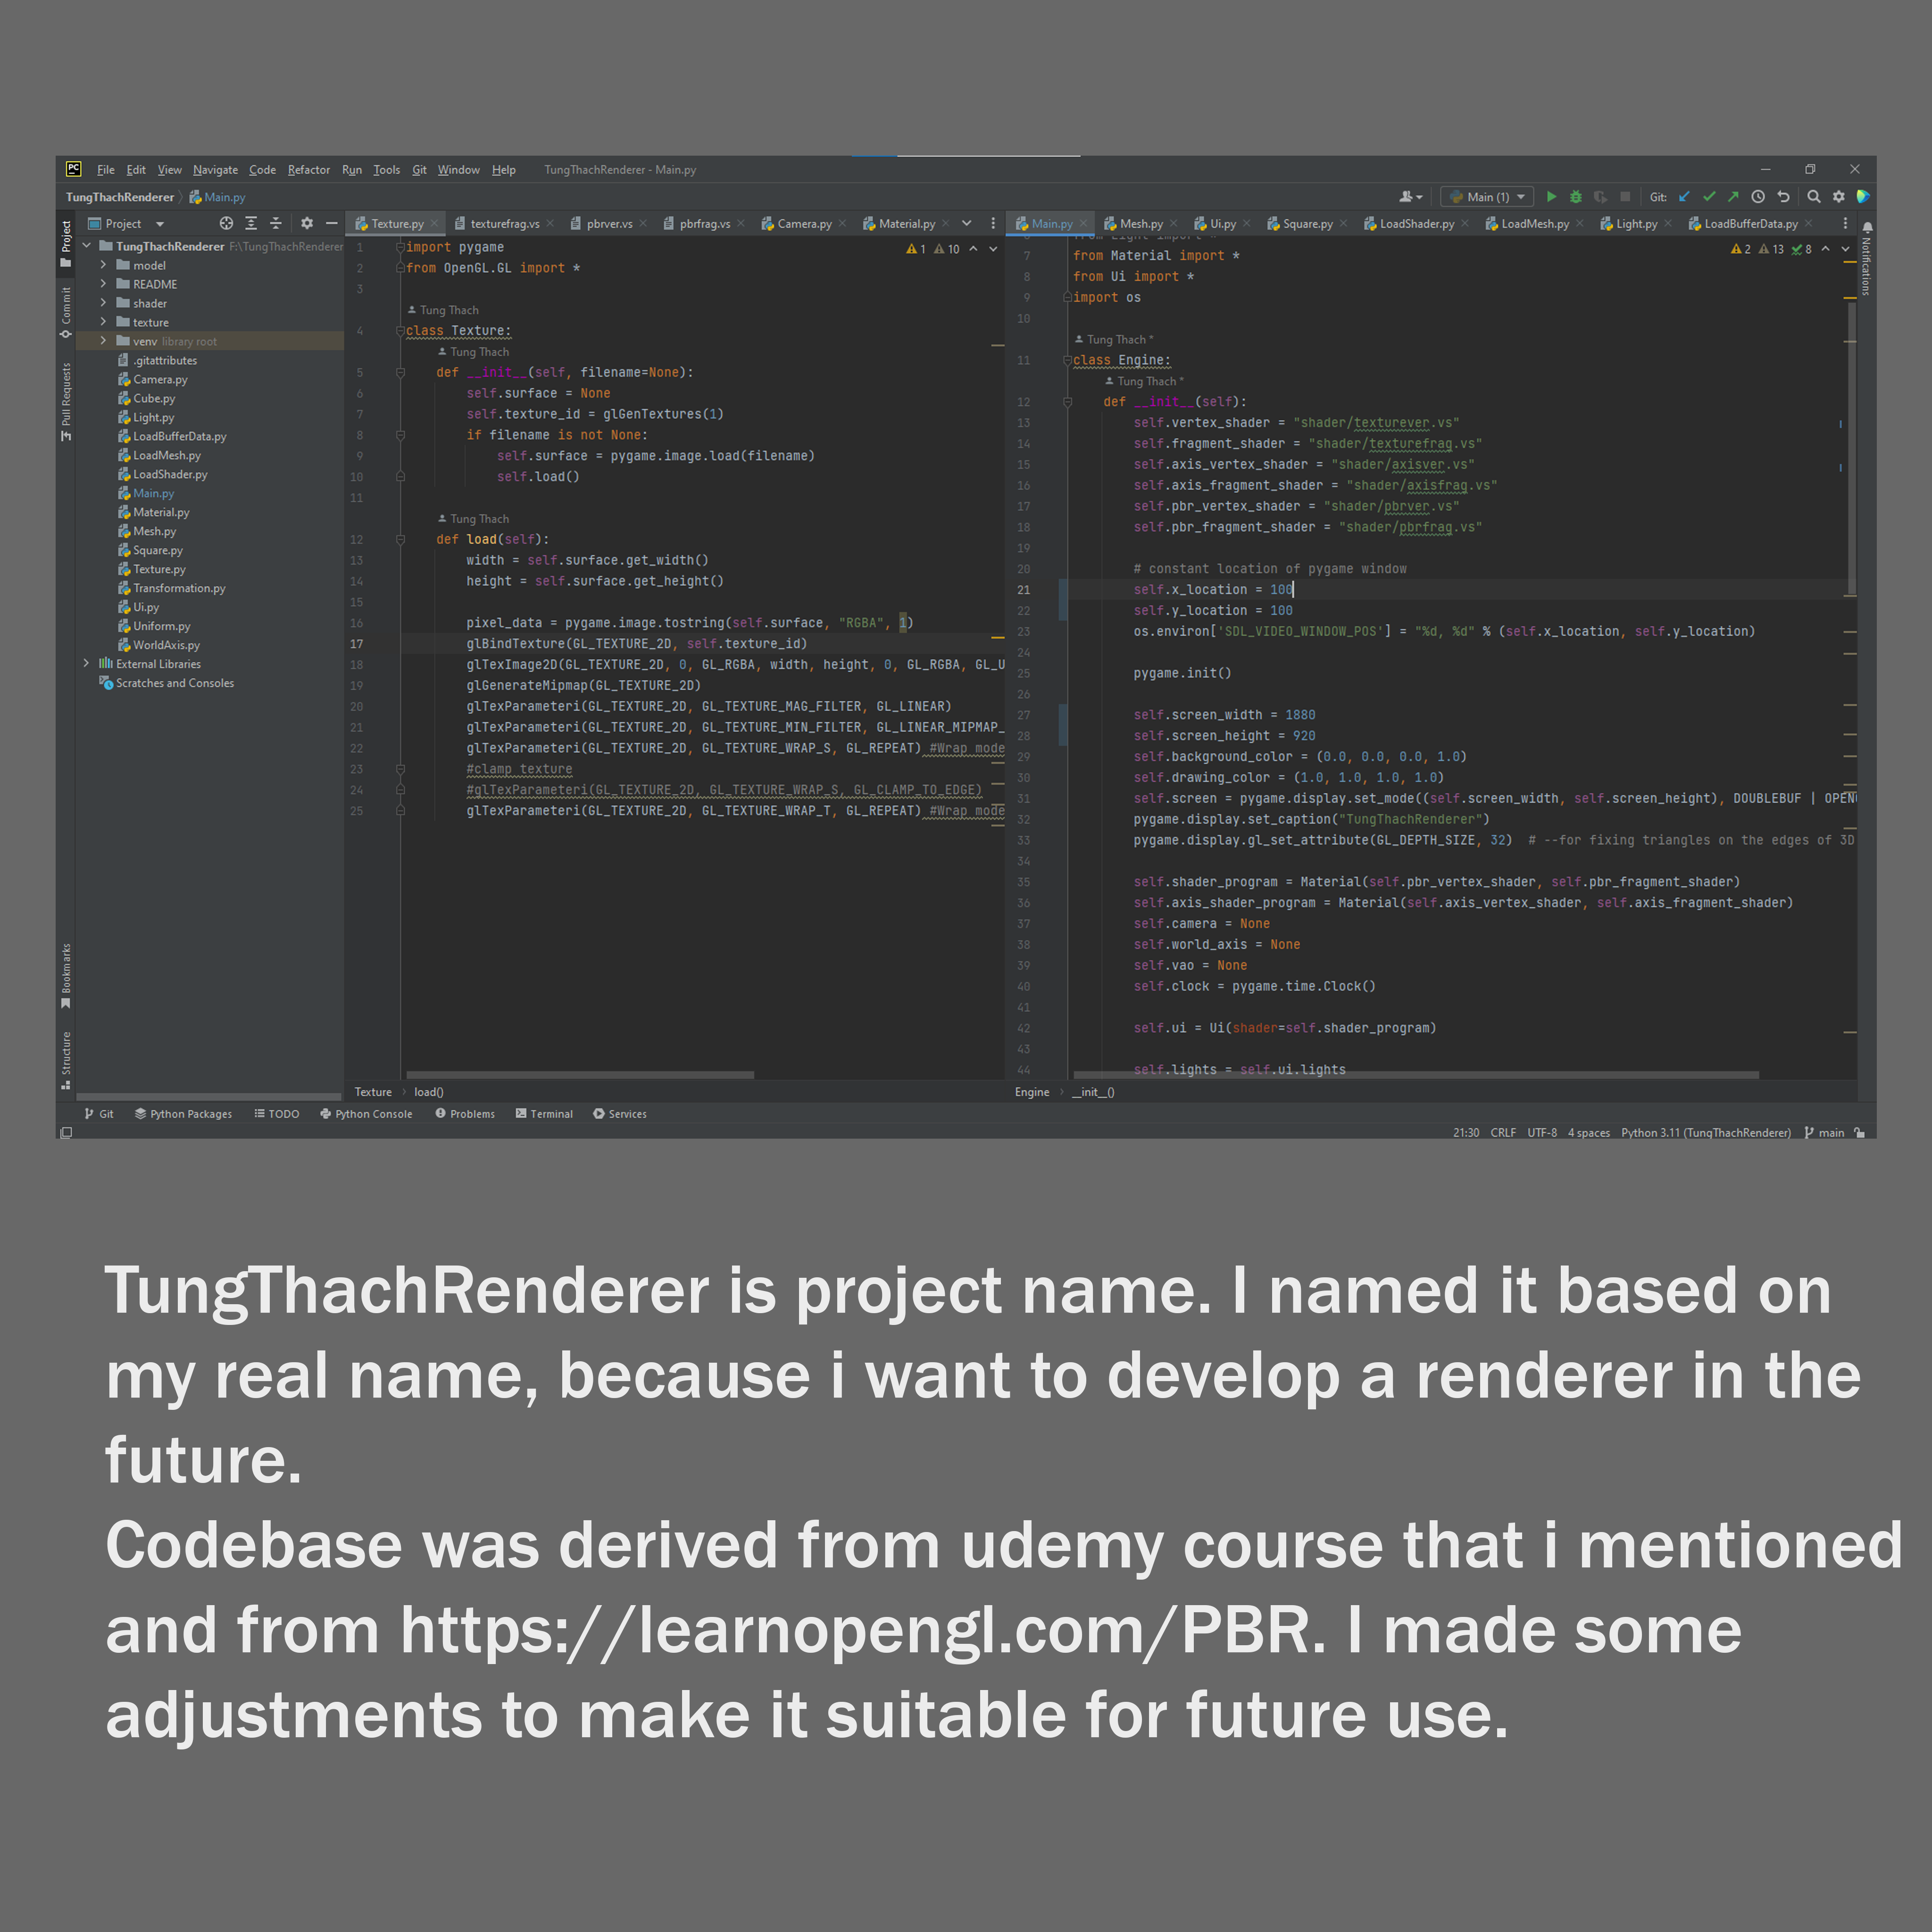 PC File Edit View Navigate Code Refactor Run Tools Git Window Help TungThachRenderer - Main.py
TungThachRenderer Main.py Main (1) Git:
Project
Texture.py texturefrag.vs pbrver.vs pbrfrag.vs Camera.py Material.py
Main.py Mesh.py Ui.py Square.py LoadShader.py LoadMesh.py Light.py LoadBufferData.py
Project
Commit
Pull Requests
Bookmarks
Structure
Notifications
TungThachRenderer F:\TungThachRenderer
model
README
shader
texture
venv library root
.gitattributes
Camera.py
Cube.py
Light.py
LoadBufferData.py
LoadMesh.py
LoadShader.py
Main.py
Material.py
Mesh.py
Square.py
Texture.py
Transformation.py
Ui.py
Uniform.py
WorldAxis.py
External Libraries
Scratches and Consoles
1 10
1 import pygame
2 from OpenGL.GL import *
3
Tung Thach
4 class Texture:
Tung Thach
5 def __init__(self, filename=None):
6 self.surface = None
7 self.texture_id = glGenTextures(1)
8 if filename is not None:
9 self.surface = pygame.image.load(filename)
10 self.load()
11
Tung Thach
12 def load(self):
13 width = self.surface.get_width()
14 height = self.surface.get_height()
15
16 pixel_data = pygame.image.tostring(self.surface, "RGBA", 1)
17 glBindTexture(GL_TEXTURE_2D, self.texture_id)
18 glTexImage2D(GL_TEXTURE_2D, 0, GL_RGBA, width, height, 0, GL_RGBA, GL_U
19 glGenerateMipmap(GL_TEXTURE_2D)
20 glTexParameteri(GL_TEXTURE_2D, GL_TEXTURE_MAG_FILTER, GL_LINEAR)
21 glTexParameteri(GL_TEXTURE_2D, GL_TEXTURE_MIN_FILTER, GL_LINEAR_MIPMAP_
22 glTexParameteri(GL_TEXTURE_2D, GL_TEXTURE_WRAP_S, GL_REPEAT) #Wrap mode
23 #clamp texture
24 #glTexParameteri(GL_TEXTURE_2D, GL_TEXTURE_WRAP_S, GL_CLAMP_TO_EDGE)
25 glTexParameteri(GL_TEXTURE_2D, GL_TEXTURE_WRAP_T, GL_REPEAT) #Wrap mode
Texture load()
2 13 8
7 from Material import *
8 from Ui import *
9 import os
10
Tung Thach *
11 class Engine:
Tung Thach *
12 def __init__(self):
13 self.vertex_shader = "shader/texturever.vs"
14 self.fragment_shader = "shader/texturefrag.vs"
15 self.axis_vertex_shader = "shader/axisver.vs"
16 self.axis_fragment_shader = "shader/axisfrag.vs"
17 self.pbr_vertex_shader = "shader/pbrver.vs"
18 self.pbr_fragment_shader = "shader/pbrfrag.vs"
19
20 # constant location of pygame window
21 self.x_location = 100
22 self.y_location = 100
23 os.environ['SDL_VIDEO_WINDOW_POS'] = "%d, %d" % (self.x_location, self.y_location)
24
25 pygame.init()
26
27 self.screen_width = 1880
28 self.screen_height = 920
29 self.background_color = (0.0, 0.0, 0.0, 1.0)
30 self.drawing_color = (1.0, 1.0, 1.0, 1.0)
31 self.screen = pygame.display.set_mode((self.screen_width, self.screen_height), DOUBLEBUF | OPEN
32 pygame.display.set_caption("TungThachRenderer")
33 pygame.display.gl_set_attribute(GL_DEPTH_SIZE, 32) # --for fixing triangles on the edges of 3D
34
35 self.shader_program = Material(self.pbr_vertex_shader, self.pbr_fragment_shader)
36 self.axis_shader_program = Material(self.axis_vertex_shader, self.axis_fragment_shader)
37 self.camera = None
38 self.world_axis = None
39 self.vao = None
40 self.clock = pygame.time.Clock()
41
42 self.ui = Ui(shader=self.shader_program)
43
44 self.lights = self.ui.lights
Engine __init__()
Git Python Packages TODO Python Console Problems Terminal Services
21:30 CRLF UTF-8 4 spaces Python 3.11 (TungThachRenderer) main
TungThachRenderer is project name. I named it based on
my real name, because i want to develop a renderer in the
future.
Codebase was derived from udemy course that i mentioned
and from https://learnopengl.com/PBR. I made some
adjustments to make it suitable for future use.